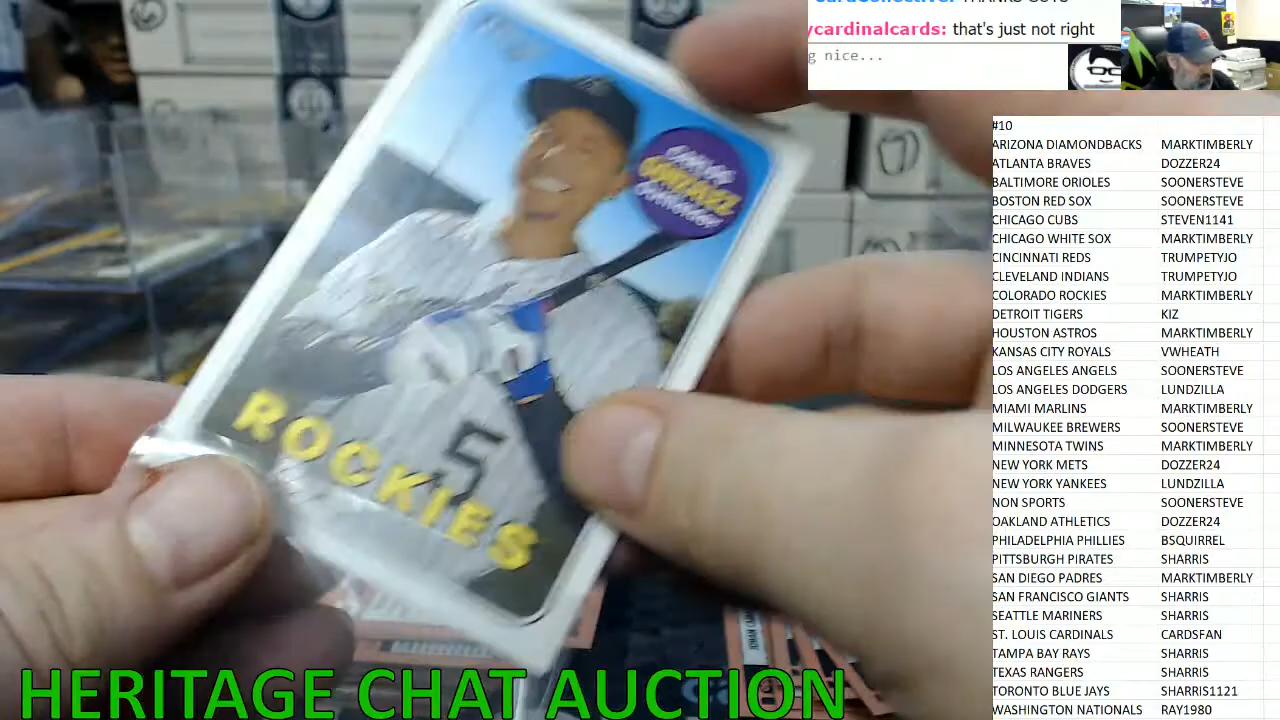 THANKS GUYS
ycardinalcards: that's just not right
g nice...
#10
ARIZONA DIAMONDBACKS MARKTIMBERLY
ATLANTA BRAVES DOZZER24
BALTIMORE ORIOLES SOONERSTEVE
BOSTON RED SOX SOONERSTEVE
CHICAGO CUBS STEVEN1141
CHICAGO WHITE SOX MARKTIMBERLY
CINCINNATI REDS TRUMPETYJO
CLEVELAND INDIANS TRUMPETYJO
COLORADO ROCKIES MARKTIMBERLY
DETROIT TIGERS KIZ
HOUSTON ASTROS MARKTIMBERLY
KANSAS CITY ROYALS VWHEATH
LOS ANGELES ANGELS SOONERSTEVE
LOS ANGELES DODGERS LUNDZILLA
MIAMI MARLINS MARKTIMBERLY
MILWAUKEE BREWERS SOONERSTEVE
MINNESOTA TWINS MARKTIMBERLY
NEW YORK METS DOZZER24
NEW YORK YANKEES LUNDZILLA
NON SPORTS SOONERSTEVE
OAKLAND ATHLETICS DOZZER24
PHILADELPHIA PHILLIES BSQUIRREL
PITTSBURGH PIRATES SHARRIS
SAN DIEGO PADRES MARKTIMBERLY
SAN FRANCISCO GIANTS SHARRIS
SEATTLE MARINERS SHARRIS
ST. LOUIS CARDINALS CARDSFAN
TAMPA BAY RAYS SHARRIS
TEXAS RANGERS SHARRIS
TORONTO BLUE JAYS SHARRIS1121
WASHINGTON NATIONALS RAY1980
5
ROCKIES
HERITAGE CHAT AUCTION